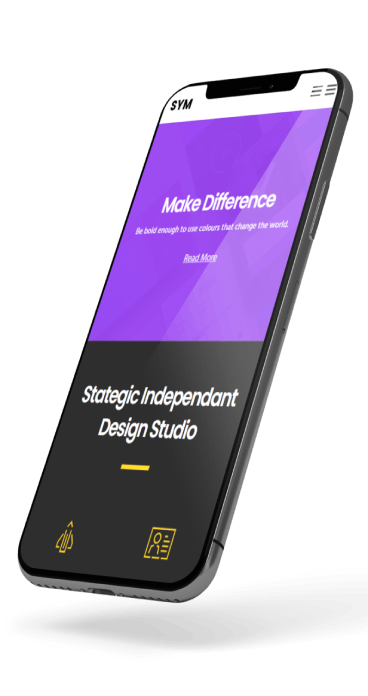 SYM
Make Difference
Be bold enough to use colours that change the world.
Read More
Stategic Independant
Design Studio